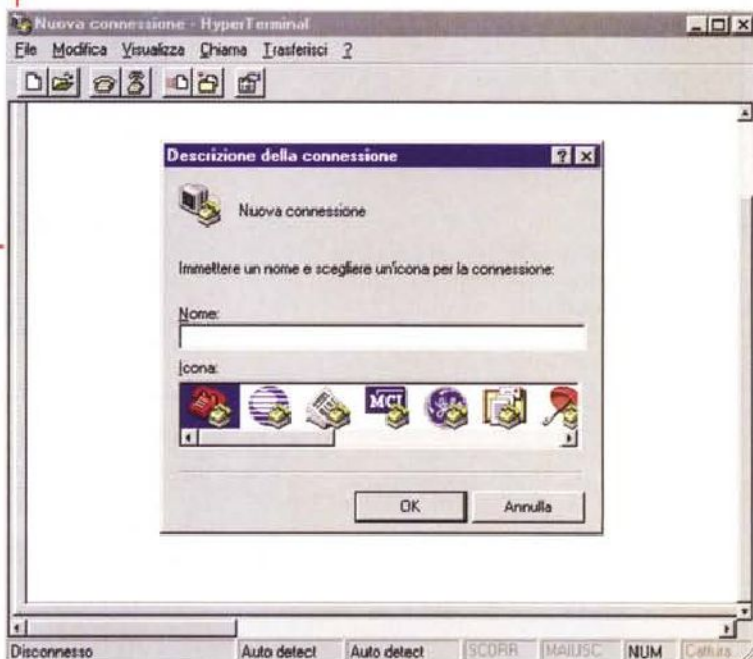 Nuova connessione - HyperTerminal
File Modifica Visualizza Chiama Trasferisci ?
Descrizione della connessione
Nuova connessione
Immettere un nome e scegliere un'icona per la connessione:
Nome:
Icona:
MCI
OK Annulla
Disconnesso Auto detect Auto detect SCORR MAIUSC NUM Cattura